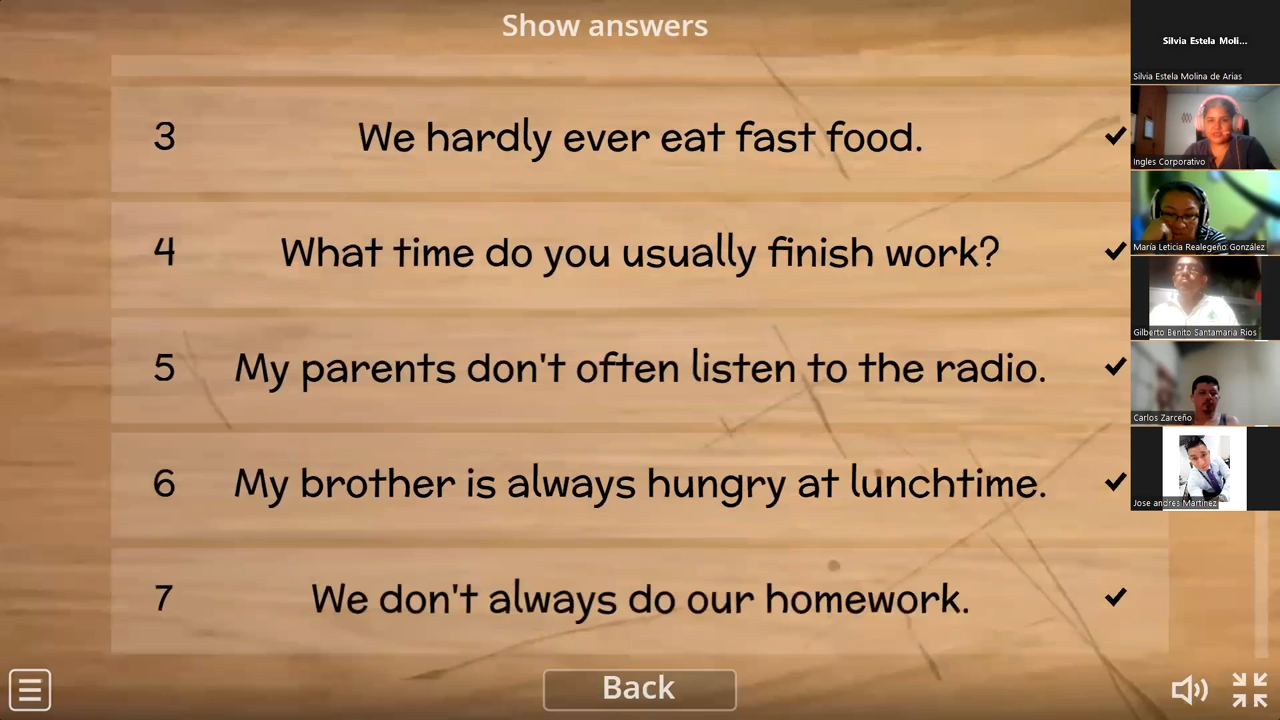 Show answers
3 We hardly ever eat fast food.
4 What time do you usually finish work?
5 My parents don't often listen to the radio.
6 My brother is always hungry at lunchtime.
7 We don't always do our homework.
Back
Silvia Estela Moli...
Silvia Estela Molina de Arias
Ingles Corporativo
María Leticia Realegeño González
Gilberto Benito Santamaria Rios
Carlos Zarceño
Jose andres Martinez